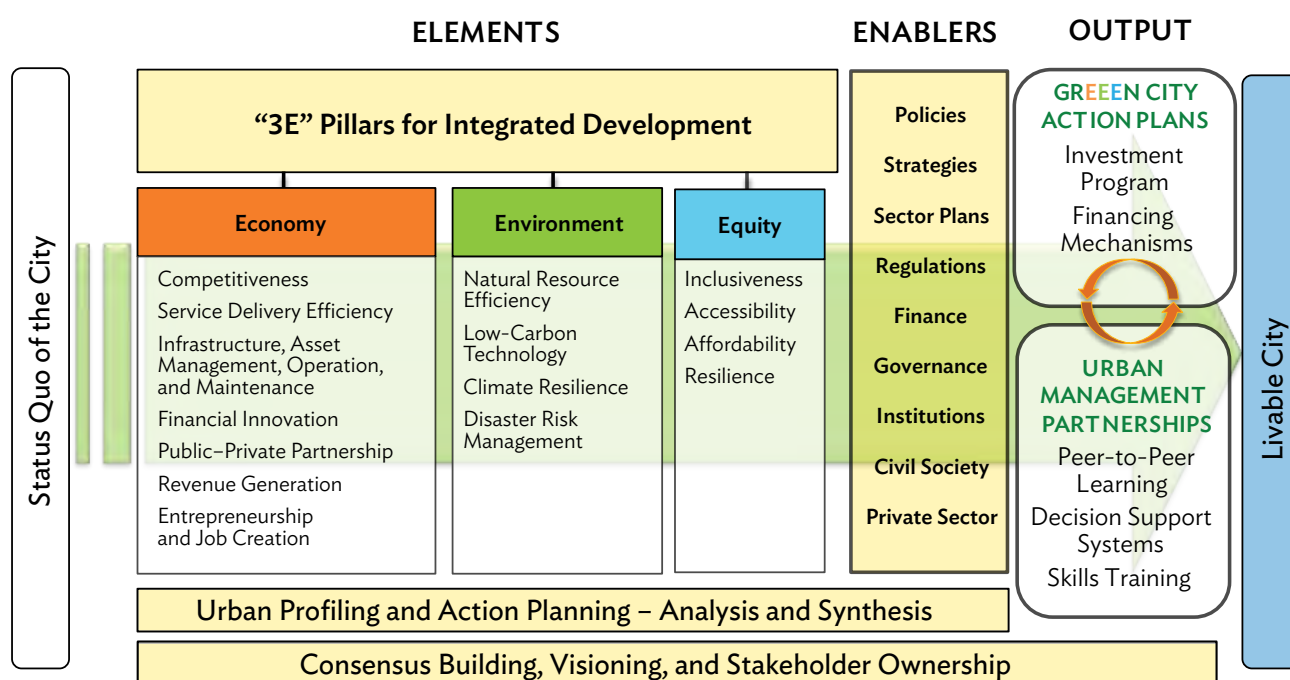 ELEMENTS
ENABLERS
OUTPUT
Status Quo of the City
“3E” Pillars for Integrated Development
Economy
Competitiveness
Service Delivery Efficiency
Infrastructure, Asset
Management, Operation,
and Maintenance
Financial Innovation
Public–Private Partnership
Revenue Generation
Entrepreneurship
and Job Creation
Environment
Natural Resource
Efficiency
Low-Carbon
Technology
Climate Resilience
Disaster Risk
Management
Equity
Inclusiveness
Accessibility
Affordability
Resilience
Policies
Strategies
Sector Plans
Regulations
Finance
Governance
Institutions
Civil Society
Private Sector
GREEEN CITY
ACTION PLANS
Investment
Program
Financing
Mechanisms
URBAN
MANAGEMENT
PARTNERSHIPS
Peer-to-Peer
Learning
Decision Support
Systems
Skills Training
Livable City
Urban Profiling and Action Planning – Analysis and Synthesis
Consensus Building, Visioning, and Stakeholder Ownership